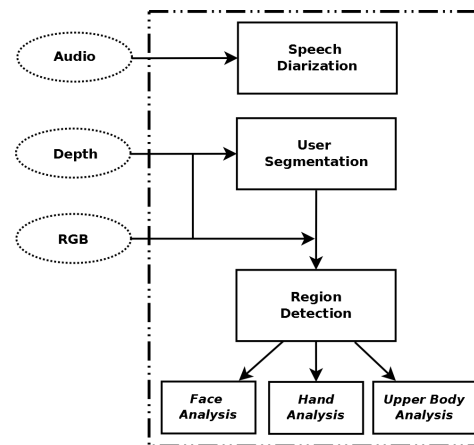 Audio
Speech
Diarization
Depth
User
Segmentation
RGB
Region
Detection
Face
Analysis
Hand
Analysis
Upper Body
Analysis